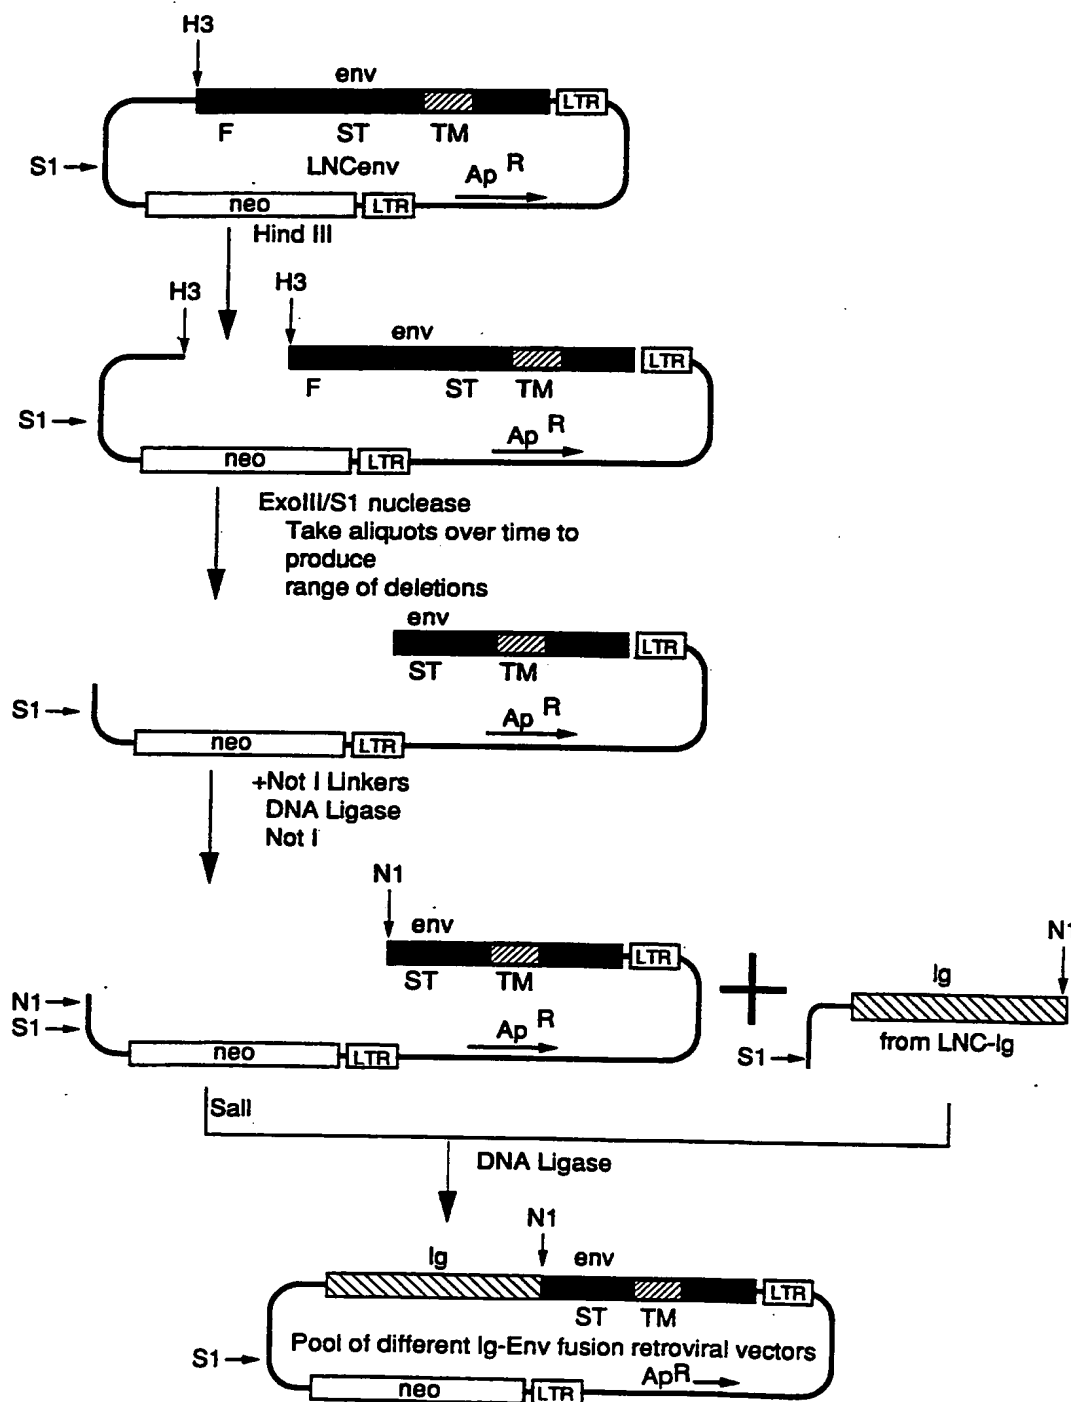 H3
env
LTR
F ST TM
S1
LNCenv
Ap R
neo
LTR
Hind III
H3
H3
env
LTR
F ST TM
S1
Ap R
neo
LTR
ExoIII/S1 nuclease
Take aliquots over time to
produce
range of deletions
env
LTR
ST TM
S1
Ap R
neo
LTR
+Not I Linkers
DNA Ligase
Not I
N1
env
LTR
ST TM
N1
S1
Ap R
neo
LTR
N1
Ig
from LNC-Ig
S1
SalI
DNA Ligase
N1
Ig
env
LTR
ST TM
Pool of different Ig-Env fusion retroviral vectors
S1
ApR
neo
LTR